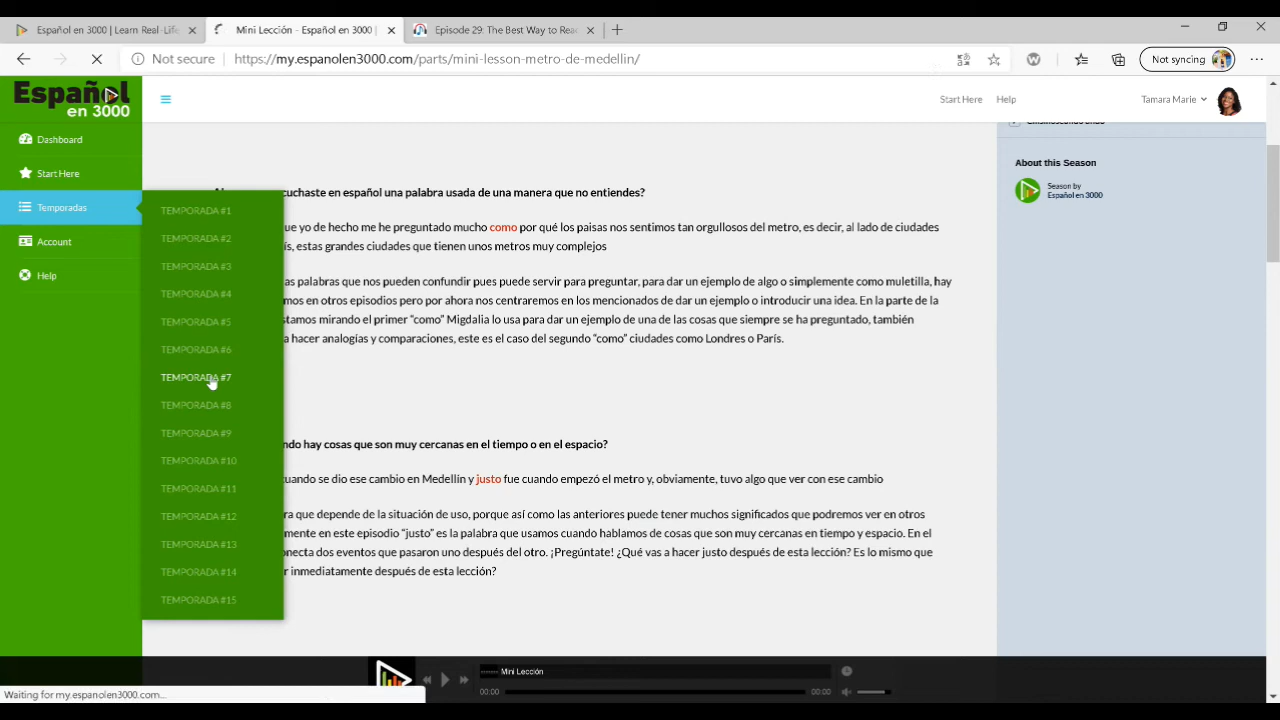 Español en 3000 | Learn Real-Life
Mini Lección - Español en 3000 |
Episode 29: The Best Way to Rea
Not secure
https://my.espanolen3000.com/parts/mini-lesson-metro-de-medellin/
Not syncing
Español
en 3000
Start Here
Help
Tamara Marie
Dashboard
Start Here
Temporadas
Account
Help
TEMPORADA #1
TEMPORADA #2
TEMPORADA #3
TEMPORADA #4
TEMPORADA #5
TEMPORADA #6
TEMPORADA #7
TEMPORADA #8
TEMPORADA #9
TEMPORADA #10
TEMPORADA #11
TEMPORADA #12
TEMPORADA #13
TEMPORADA #14
TEMPORADA #15
cuchaste en español una palabra usada de una manera que no entiendes?
que yo de hecho me he preguntado mucho como por qué los paisas nos sentimos tan orgullosos del metro, es decir, al lado de ciudades
ís, estas grandes ciudades que tienen unos metros muy complejos
as palabras que nos pueden confundir pues puede servir para preguntar, para dar un ejemplo de algo o simplemente como muletilla, hay
mos en otros episodios pero por ahora nos centraremos en los mencionados de dar un ejemplo o introducir una idea. En la parte de la
stamos mirando el primer “como” Migdalia lo usa para dar un ejemplo de una de las cosas que siempre se ha preguntado, también
a hacer analogías y comparaciones, este es el caso del segundo “como” ciudades como Londres o París.
ndo hay cosas que son muy cercanas en el tiempo o en el espacio?
cuando se dio ese cambio en Medellín y justo fue cuando empezó el metro y, obviamente, tuvo algo que ver con ese cambio
ra que depende de la situación de uso, porque así como las anteriores puede tener muchos significados que podremos ver en otros
mente en este episodio “justo” es la palabra que usamos cuando hablamos de cosas que son muy cercanas en tiempo y espacio. En el
onecta dos eventos que pasaron uno después del otro. ¡Pregúntate! ¿Qué vas a hacer justo después de esta lección? Es lo mismo que
r inmediatamente después de esta lección?
About this Season
Season by
Español en 3000
Mini Lección
00:00
00:00
Waiting for my.espanolen3000.com...